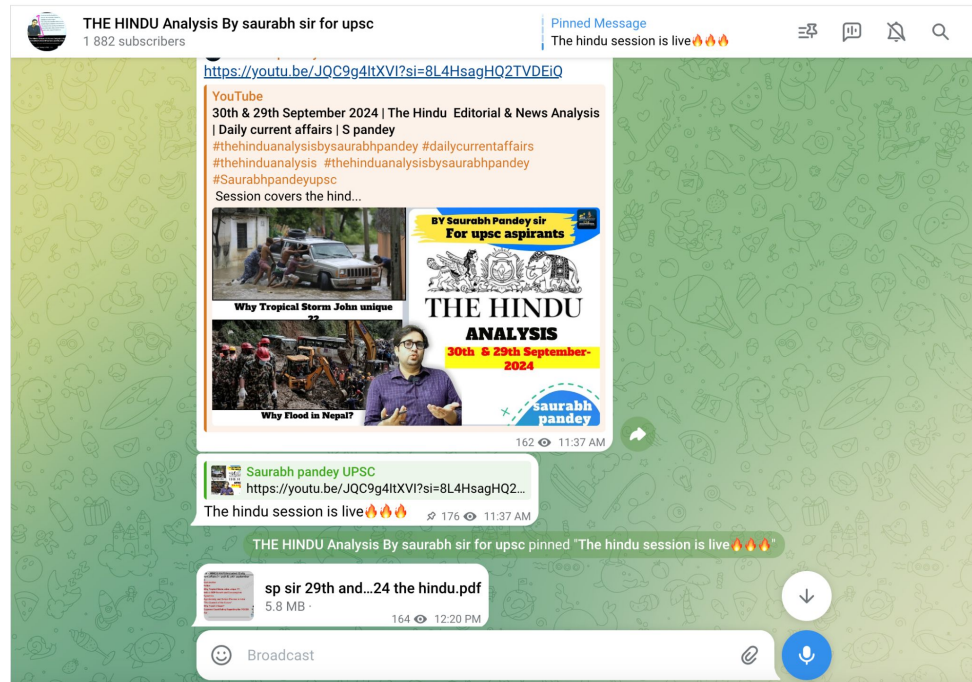 THE HINDU Analysis By saurabh sir for upsc
1 882 subscribers
Pinned Message
The hindu session is live🔥🔥🔥
https://youtu.be/JQC9g4ItXVI?si=8L4HsagHQ2TVDEiQ
YouTube
30th & 29th September 2024 | The Hindu Editorial & News Analysis
| Daily current affairs | S pandey
#thehinduanalysisbysaurabhpandey #dailycurrentaffairs
#thehinduanalysis #thehinduanalysisbysaurabhpandey
#Saurabhpandeyupsc
Session covers the hind...
Why Tropical Storm John unique
??
Why Flood in Nepal?
BY Saurabh Pandey sir
For upsc aspirants
THE HINDU
ANALYSIS
30th & 29th September-
2024
saurabh
pandey
162 11:37 AM
Saurabh pandey UPSC
https://youtu.be/JQC9g4ItXVI?si=8L4HsagHQ2...
The hindu session is live🔥🔥🔥
176 11:37 AM
THE HINDU Analysis By saurabh sir for upsc pinned "The hindu session is live🔥🔥🔥"
sp sir 29th and...24 the hindu.pdf
5.8 MB ·
164 12:20 PM
Broadcast